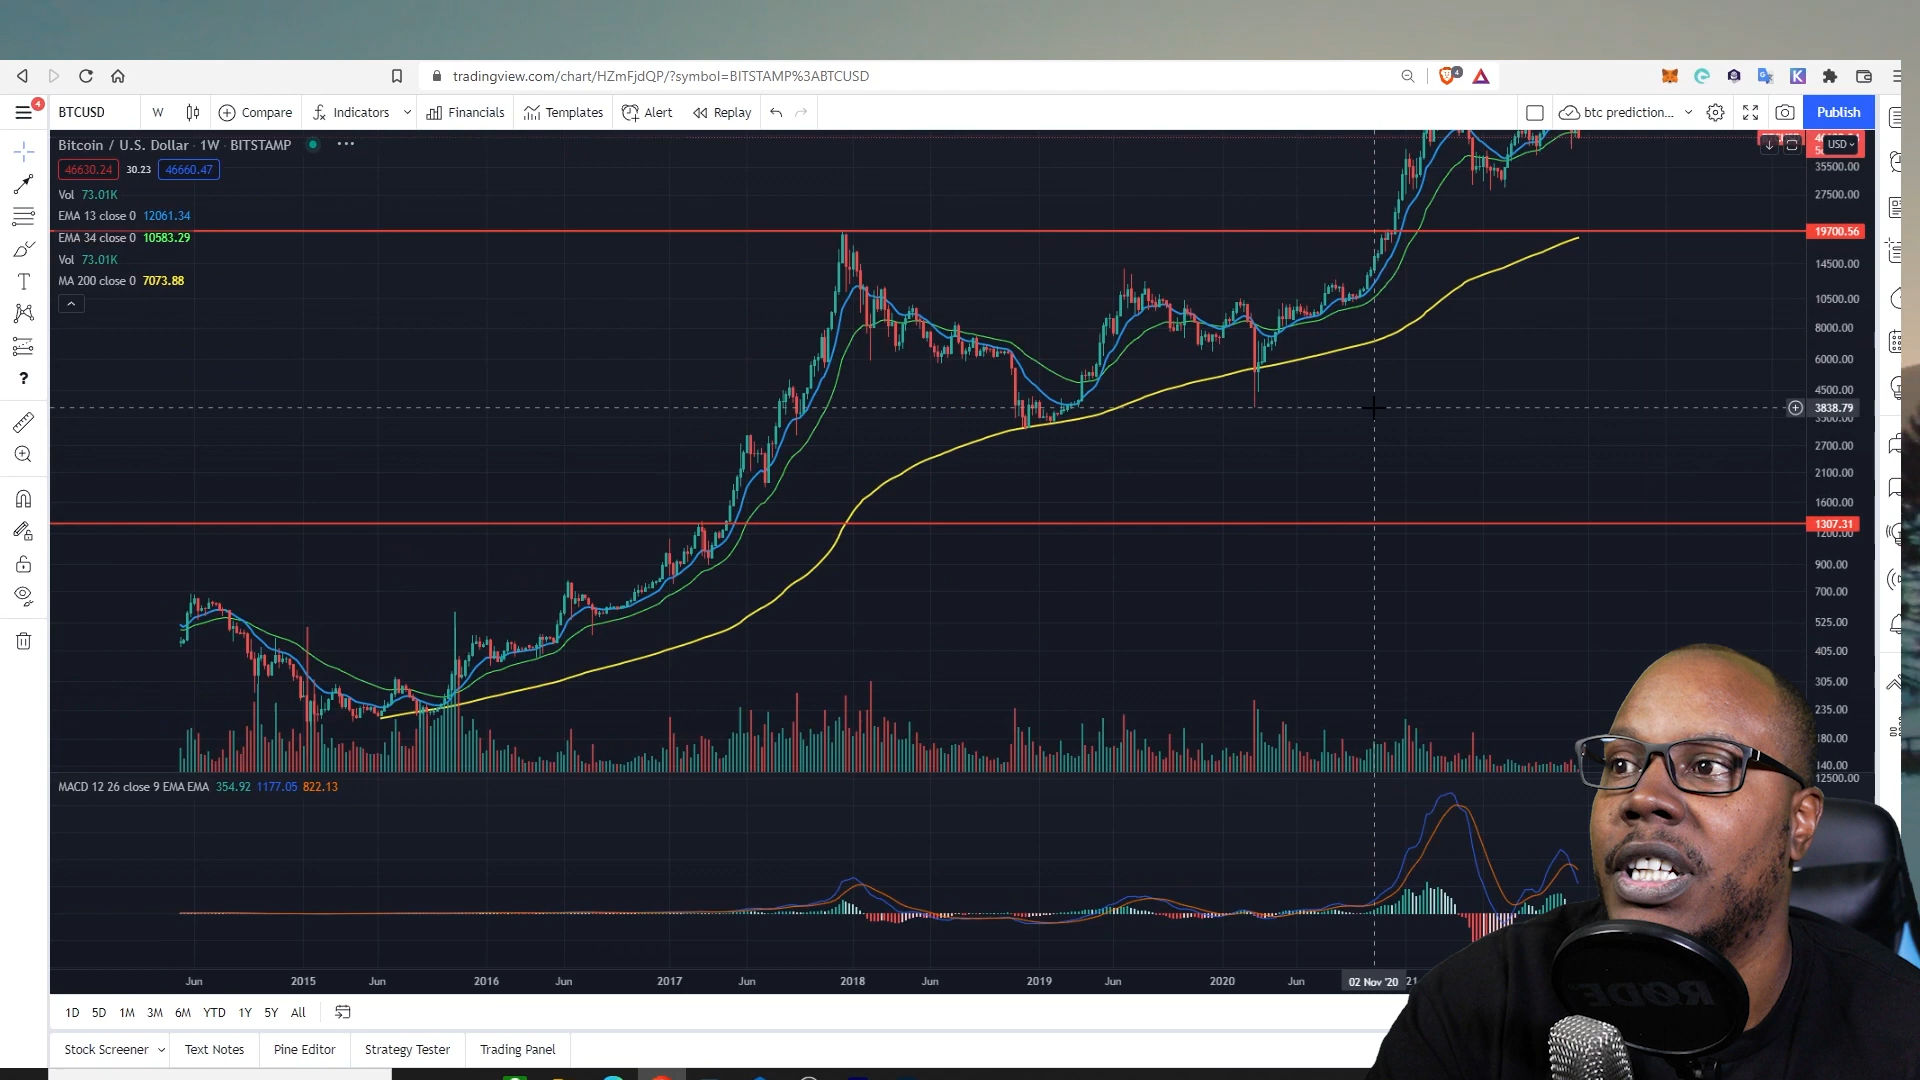 tradingview.com/chart/HZmFjdQP/?symbol=BITSTAMP%3ABTCUSD
4
4
BTCUSD W Compare Indicators Financials Templates Alert Replay btc prediction... Publish
Bitcoin / U.S. Dollar · 1W · BITSTAMP
USD
46630.24 30.23 46660.47
35500.00
Vol 73.01K
27500.00
EMA 13 close 0 12061.34
EMA 34 close 0 10583.29
19700.56
Vol 73.01K
14500.00
MA 200 close 0 7073.88
10500.00
8000.00
6000.00
4500.00
3838.79
2700.00
2100.00
1600.00
1307.31
1200.00
900.00
700.00
525.00
405.00
305.00
235.00
180.00
140.00
12500.00
MACD 12 26 close 9 EMA EMA 354.92 1177.05 822.13
Jun 2015 Jun 2016 Jun 2017 Jun 2018 Jun 2019 Jun 2020 Jun 02 Nov '20 21
1D 5D 1M 3M 6M YTD 1Y 5Y All
Stock Screener Text Notes Pine Editor Strategy Tester Trading Panel
RØDE